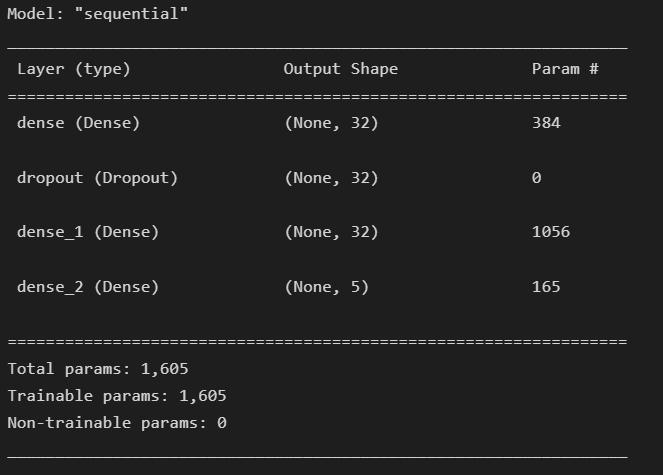 Model: "sequential"
_________________________________________________________________
Layer (type) Output Shape Param #
=================================================================
dense (Dense) (None, 32) 384
dropout (Dropout) (None, 32) 0
dense_1 (Dense) (None, 32) 1056
dense_2 (Dense) (None, 5) 165
=================================================================
Total params: 1,605
Trainable params: 1,605
Non-trainable params: 0
_________________________________________________________________